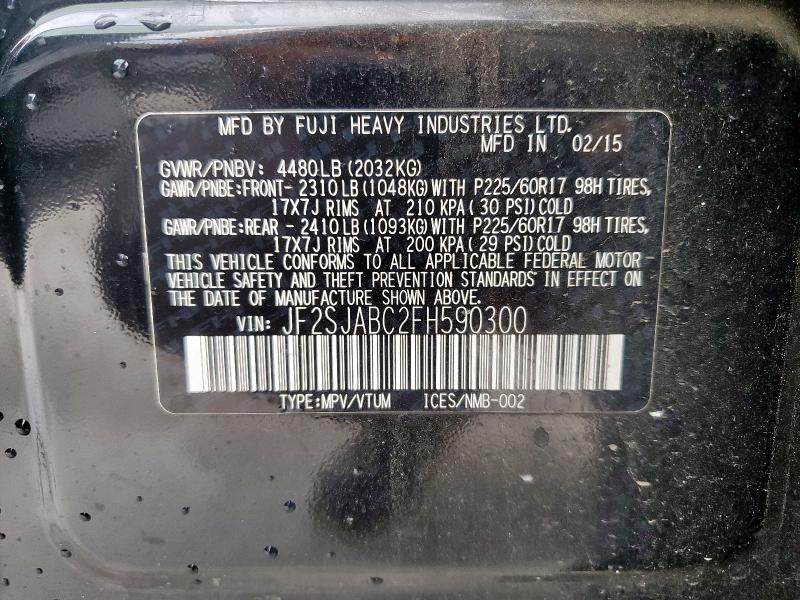 MFD BY FUJI HEAVY INDUSTRIES LTD.
MFD IN 02/15
GVWR/PNBV: 4480LB (2032KG)
GAWR/PNBE:FRONT- 2310LB (1048KG) WITH P225/60R17 98H TIRES,
17X7J RIMS AT 210 KPA (30 PSI) COLD
GAWR/PNBE:REAR - 2410LB (1093KG) WITH P225/60R17 98H TIRES,
17X7J RIMS AT 200 KPA (29 PSI) COLD
THIS VEHICLE CONFORMS TO ALL APPLICABLE FEDERAL MOTOR-
VEHICLE SAFETY AND THEFT PREVENTION STANDARDS IN EFFECT ON
THE DATE OF MANUFACTURE SHOWN ABOVE.
VIN: JF2SJABC2FH590300
TYPE:MPV/VTUM ICES/NMB-002